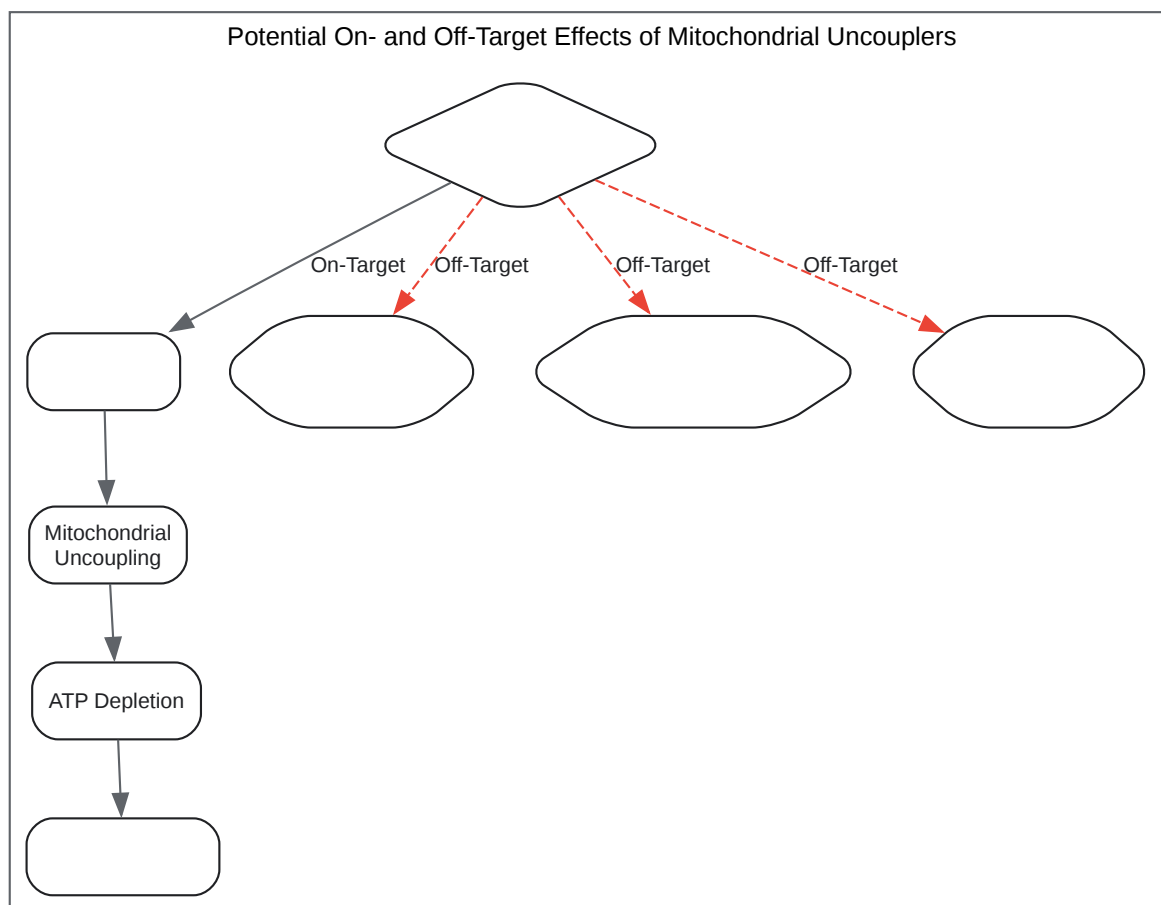 Potential On- and Off-Target Effects of Mitochondrial Uncouplers
On-Target
Off-Target
Off-Target
Off-Target
Mitochondrial
Uncoupling
ATP Depletion